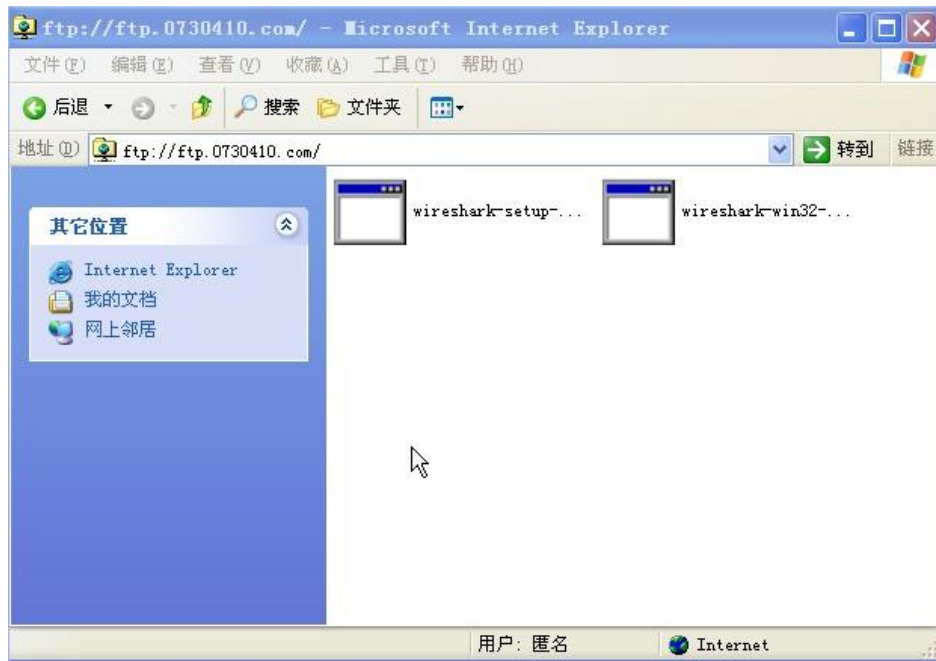 ftp://ftp.0730410.com/ - Microsoft Internet Explorer
文件(F) 编辑(E) 查看(V) 收藏(A) 工具(T) 帮助(H)
后退 搜索 文件夹
地址(D) ftp://ftp.0730410.com/ 转到 链接
wireshark-setup-... wireshark-win32-...
其它位置
Internet Explorer
我的文档
网上邻居
用户: 匿名 Internet